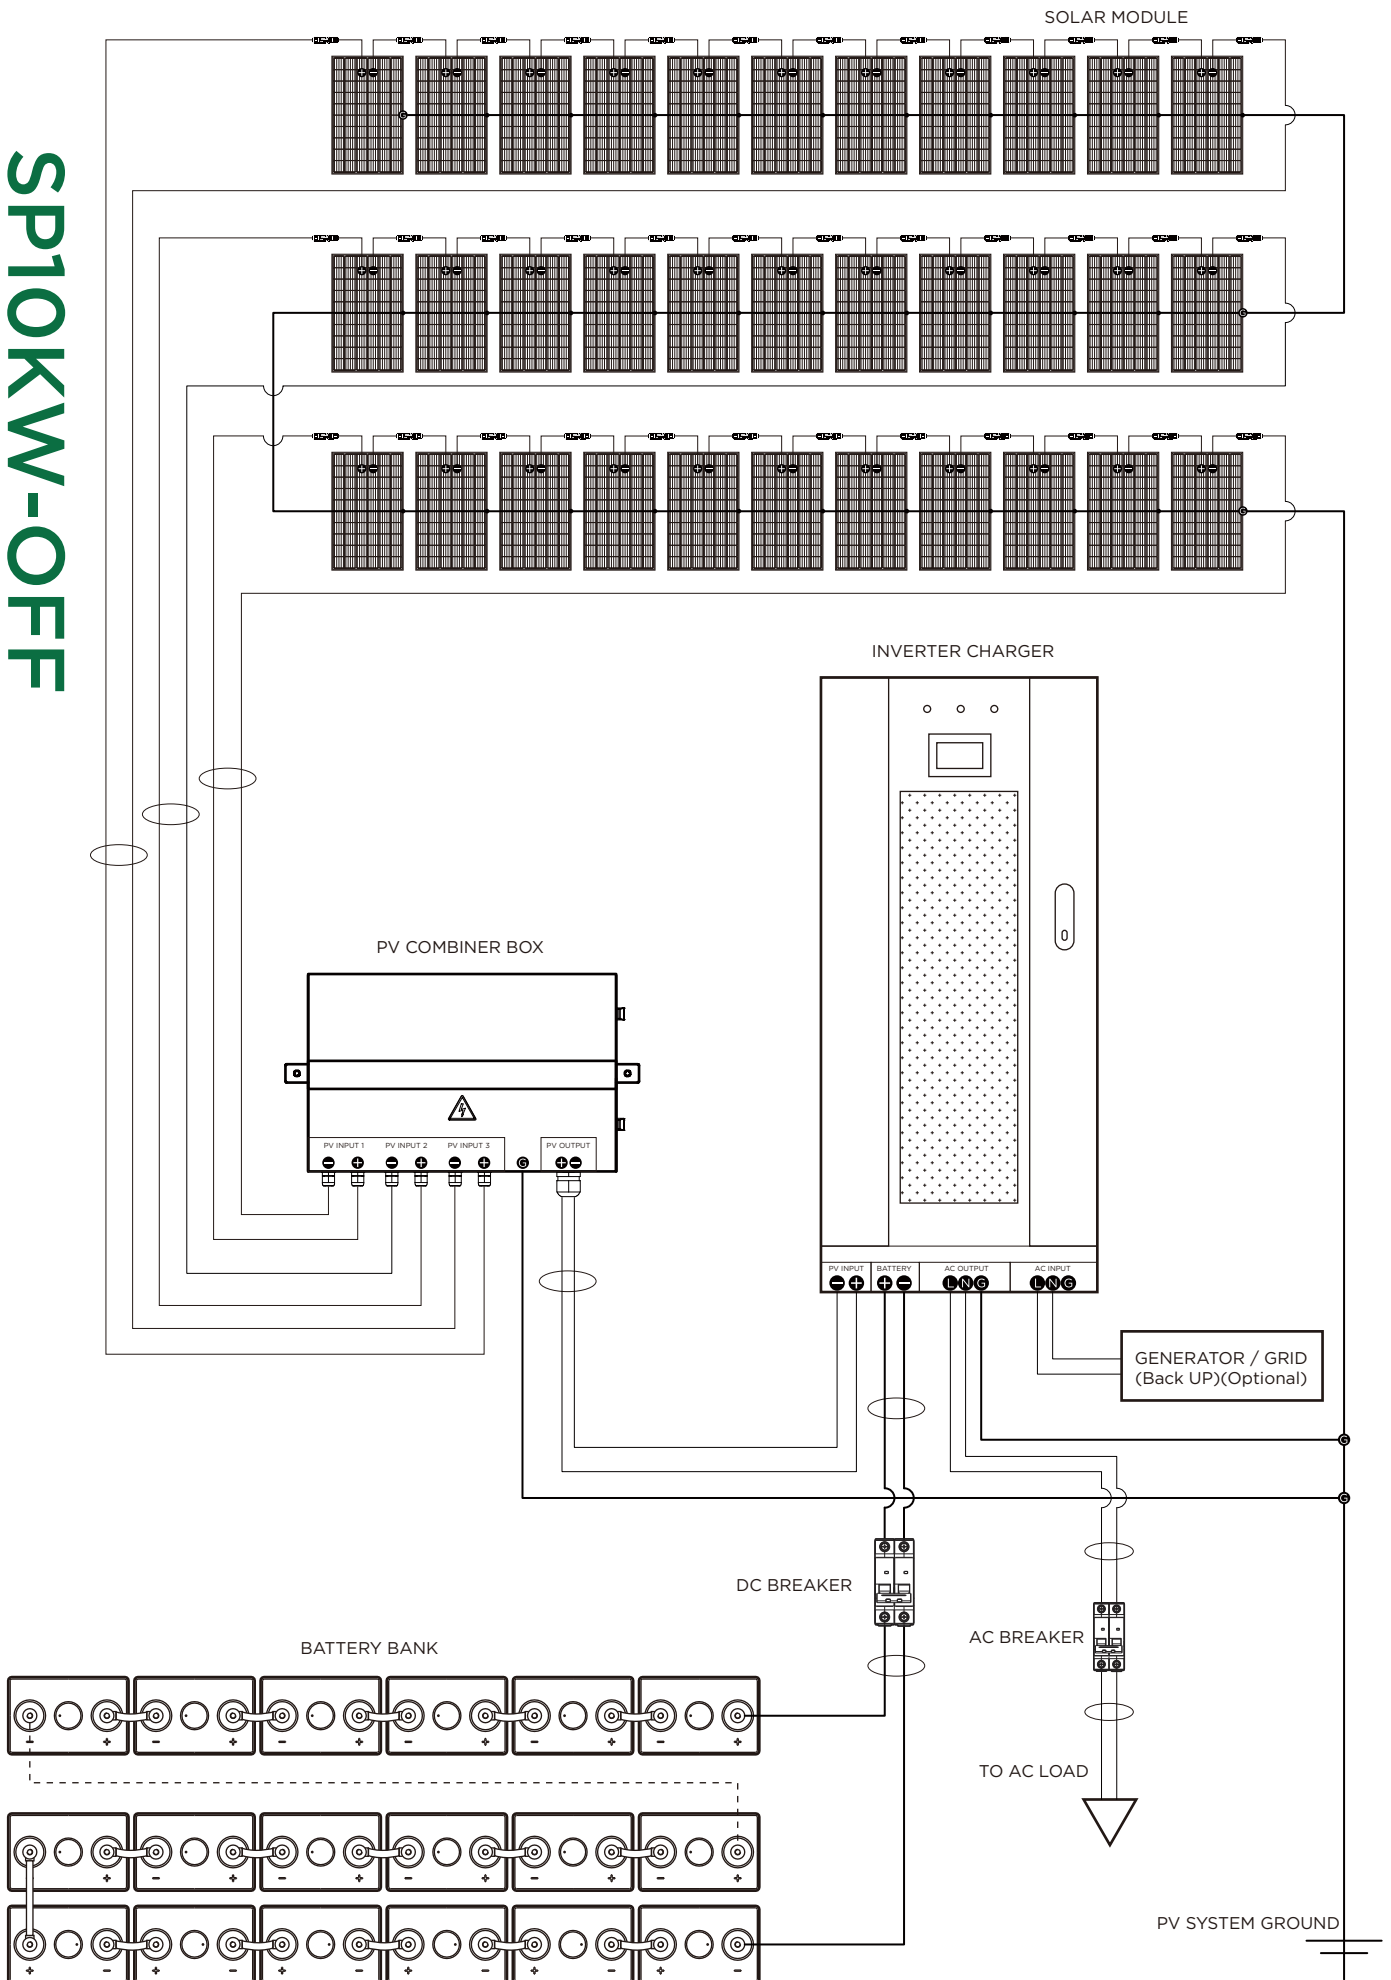 SOLAR MODULE
SP10KW-OFF
INVERTER CHARGER
PV COMBINER BOX
PV INPUT 1 PV INPUT 2 PV INPUT 3 G PV OUTPUT
− + − + − + + −
PV INPUT BATTERY AC OUTPUT AC INPUT
− + + − L N G L N G
GENERATOR / GRID
(Back UP)(Optional)
G
G
DC BREAKER
AC BREAKER
BATTERY BANK
− + − + − + − + − + − +
TO AC LOAD
+ − + − + − + − + − +
PV SYSTEM GROUND
+ − + − + − + − + − + −